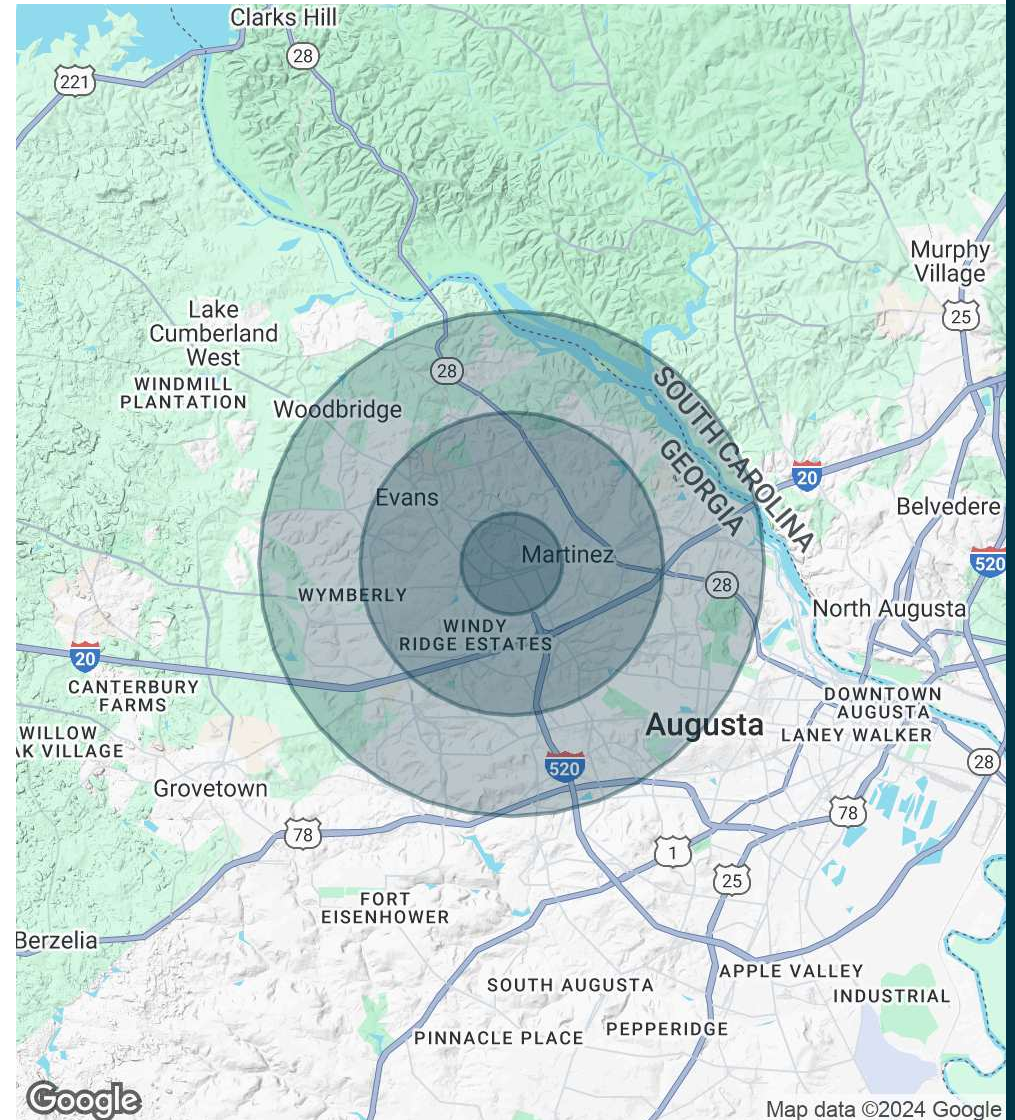 Clarks Hill
28
221
Murphy
Village
25
Lake
Cumberland
West
WINDMILL
PLANTATION
28
Woodbridge
SOUTH CAROLINA
GEORGIA
20
Evans
Belvedere
Martinez
520
28
WYMBERLY
North Augusta
WINDY
RIDGE ESTATES
20
CANTERBURY
FARMS
DOWNTOWN
AUGUSTA
Augusta
LANEY WALKER
WILLOW
AK VILLAGE
28
520
Grovetown
78
78
1
25
FORT
EISENHOWER
Berzelia
APPLE VALLEY
SOUTH AUGUSTA
INDUSTRIAL
PINNACLE PLACE
PEPPERIDGE
Google
Map data ©2024 Google